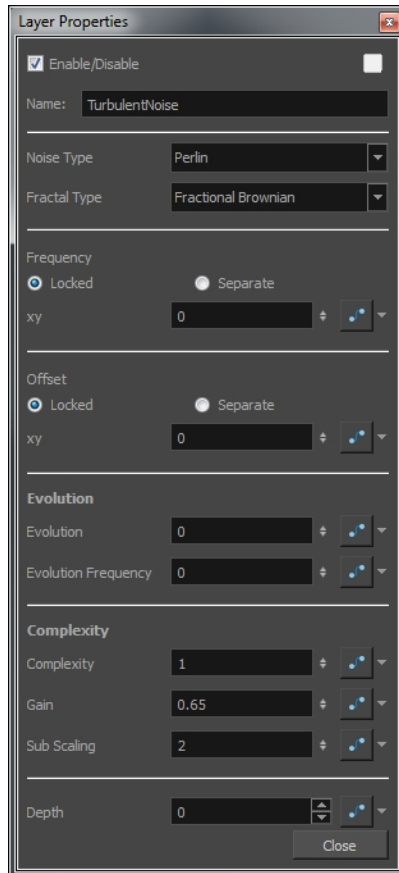 Layer Properties
Enable/Disable
Name: TurbulentNoise
Noise Type Perlin
Fractal Type Fractional Brownian
Frequency
Locked Separate
xy 0
Offset
Locked Separate
xy 0
Evolution
Evolution 0
Evolution Frequency 0
Complexity
Complexity 1
Gain 0.65
Sub Scaling 2
Depth 0
Close